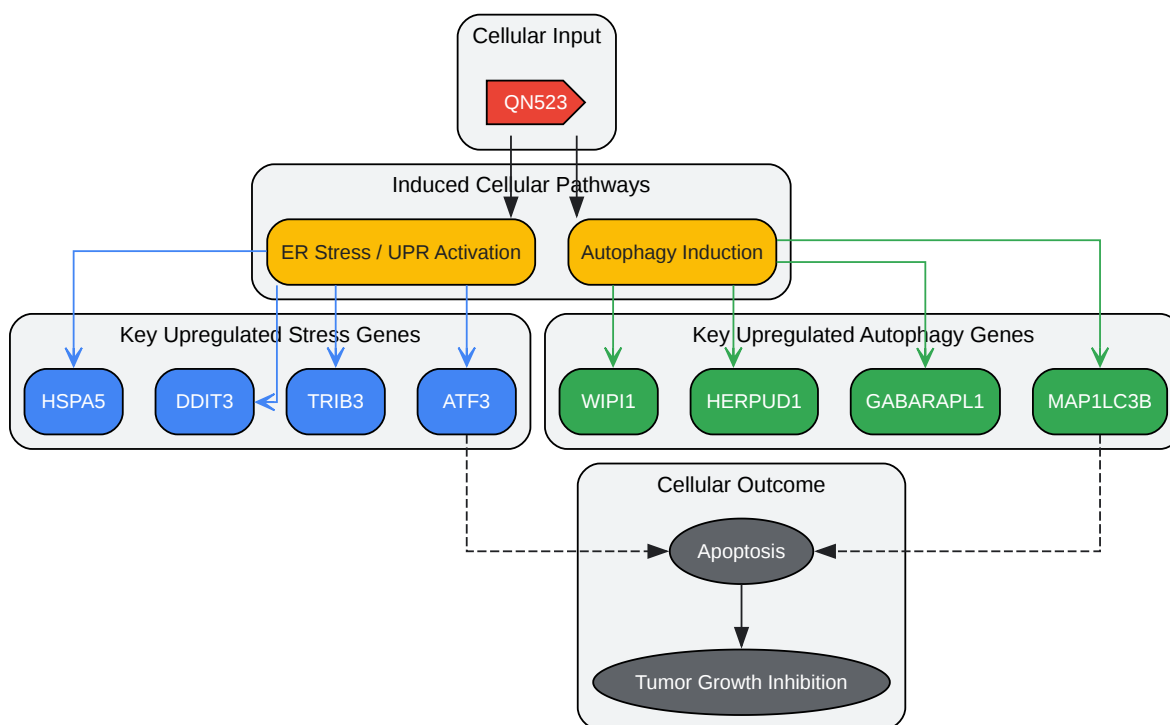 Cellular Input
QN523
Induced Cellular Pathways
ER Stress / UPR Activation
Autophagy Induction
Key Upregulated Stress Genes
Key Upregulated Autophagy Genes
HSPA5
DDIT3
TRIB3
ATF3
WIPI1
HERPUD1
GABARAPL1
MAP1LC3B
Cellular Outcome
Apoptosis
Tumor Growth Inhibition